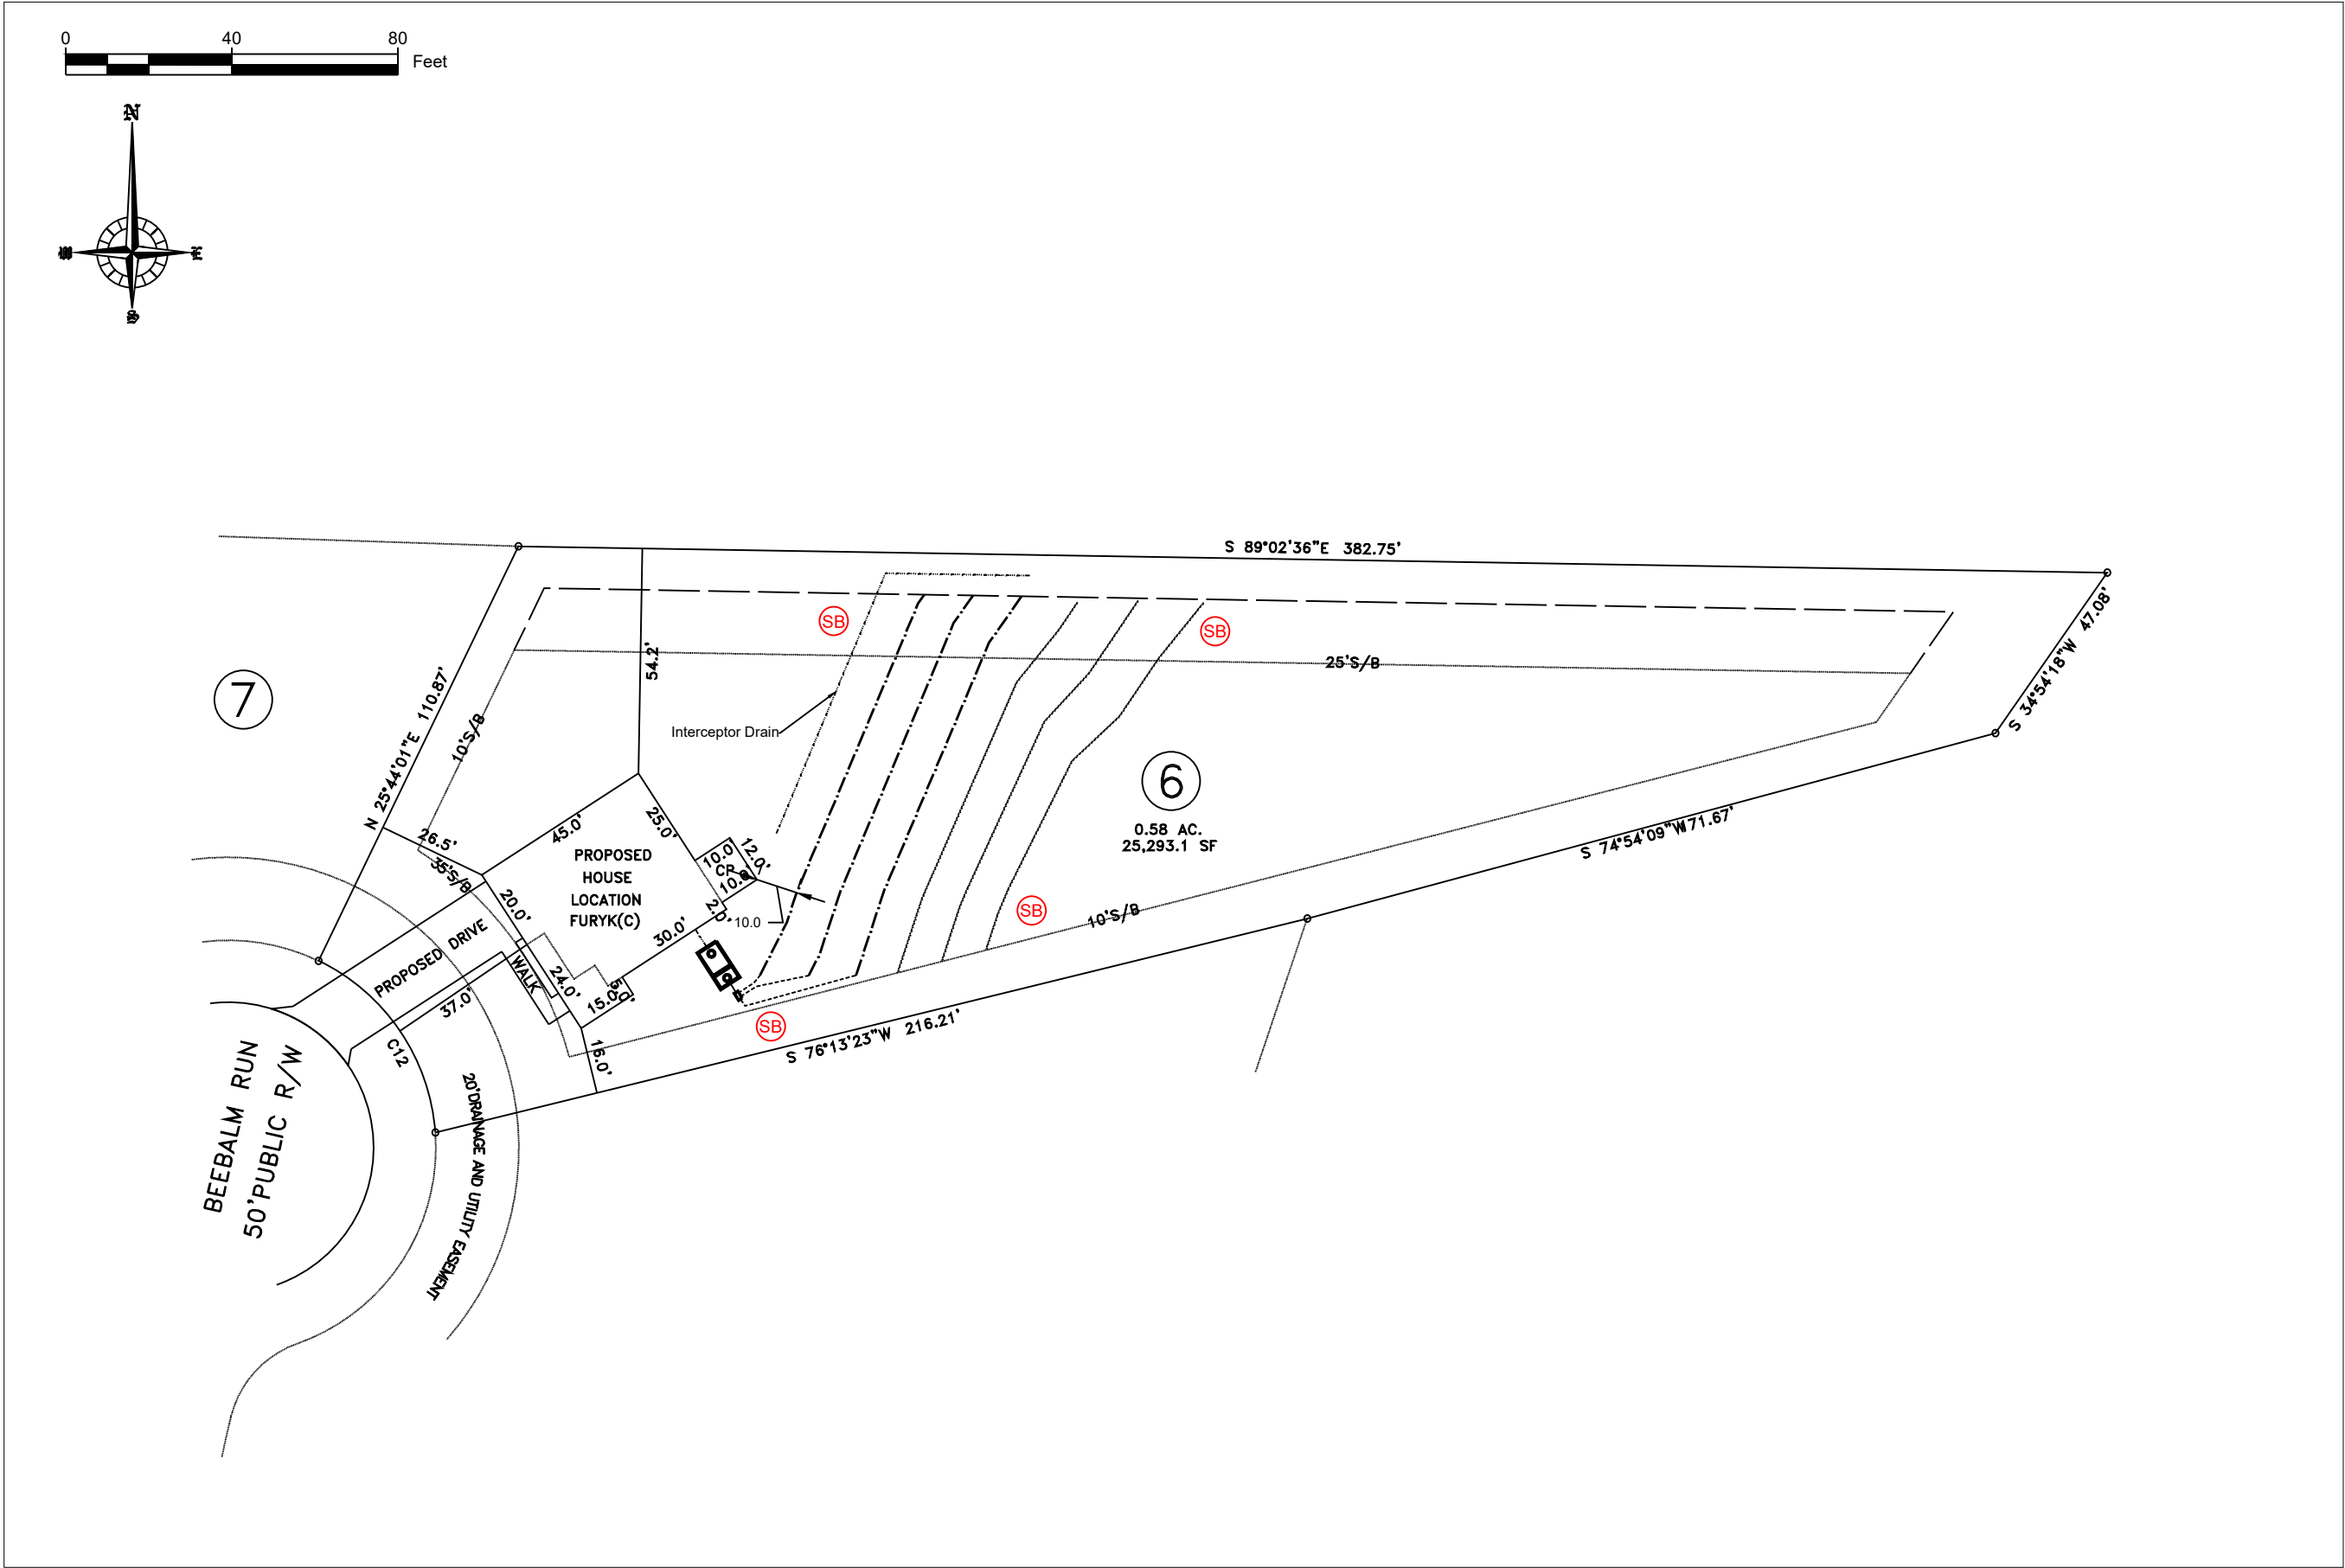 0 40 80
Feet
N
W E
S
S 89°02'36"E 382.75'
S 34°54'18"W 47.08'
SB
SB
25'S/B
54.2'
N 25°44'01"E 110.87'
10'S/B
7
Interceptor Drain
6
0.58 AC.
25,293.1 SF
S 74°54'09"W 171.67'
26.5'
35'S/B
45.0'
25.0'
PROPOSED
HOUSE
LOCATION
FURYK(C)
10.0'
12.0'
CP
10.0'
2.0'
10.0
20.0'
30.0'
SB
10'S/B
PROPOSED DRIVE
WALK
24.0'
15.0'
5.0'
37.0'
C12
16.0'
SB
S 76°13'23"W 216.21'
BEEBALM RUN
50'PUBLIC R/W
20'DRAINAGE AND UTILITY EASEMENT